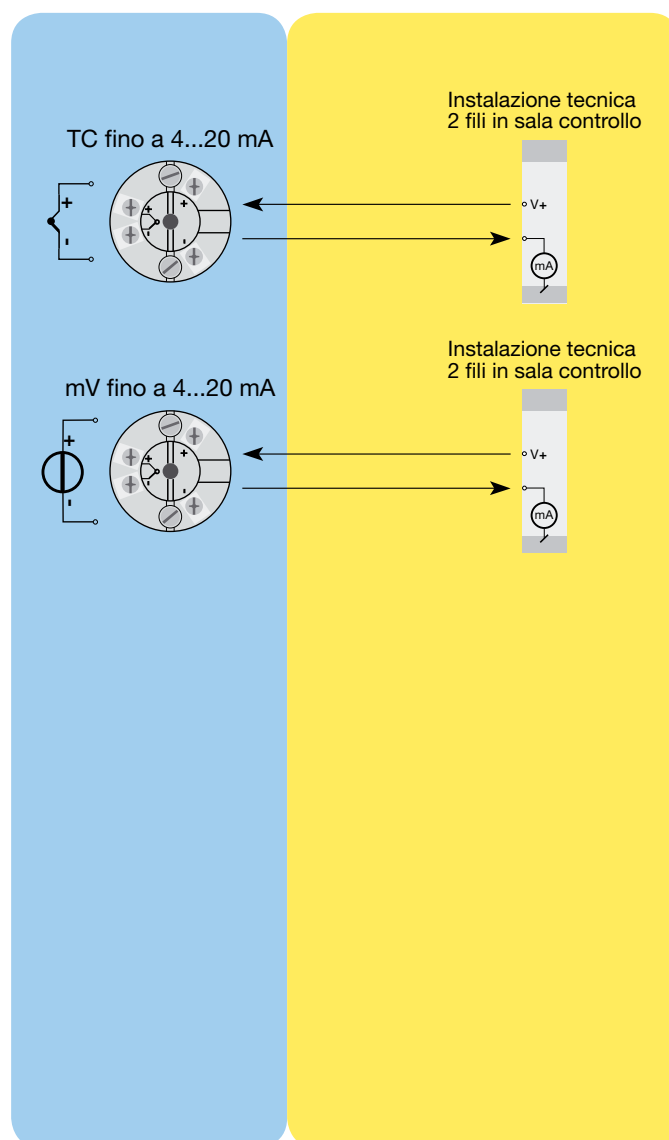 Instalazione tecnica
2 fili in sala controllo
TC fino a 4...20 mA
+
-
+
-
+
-
V+
mA
Instalazione tecnica
2 fili in sala controllo
mV fino a 4...20 mA
+
-
+
-
+
-
V+
mA